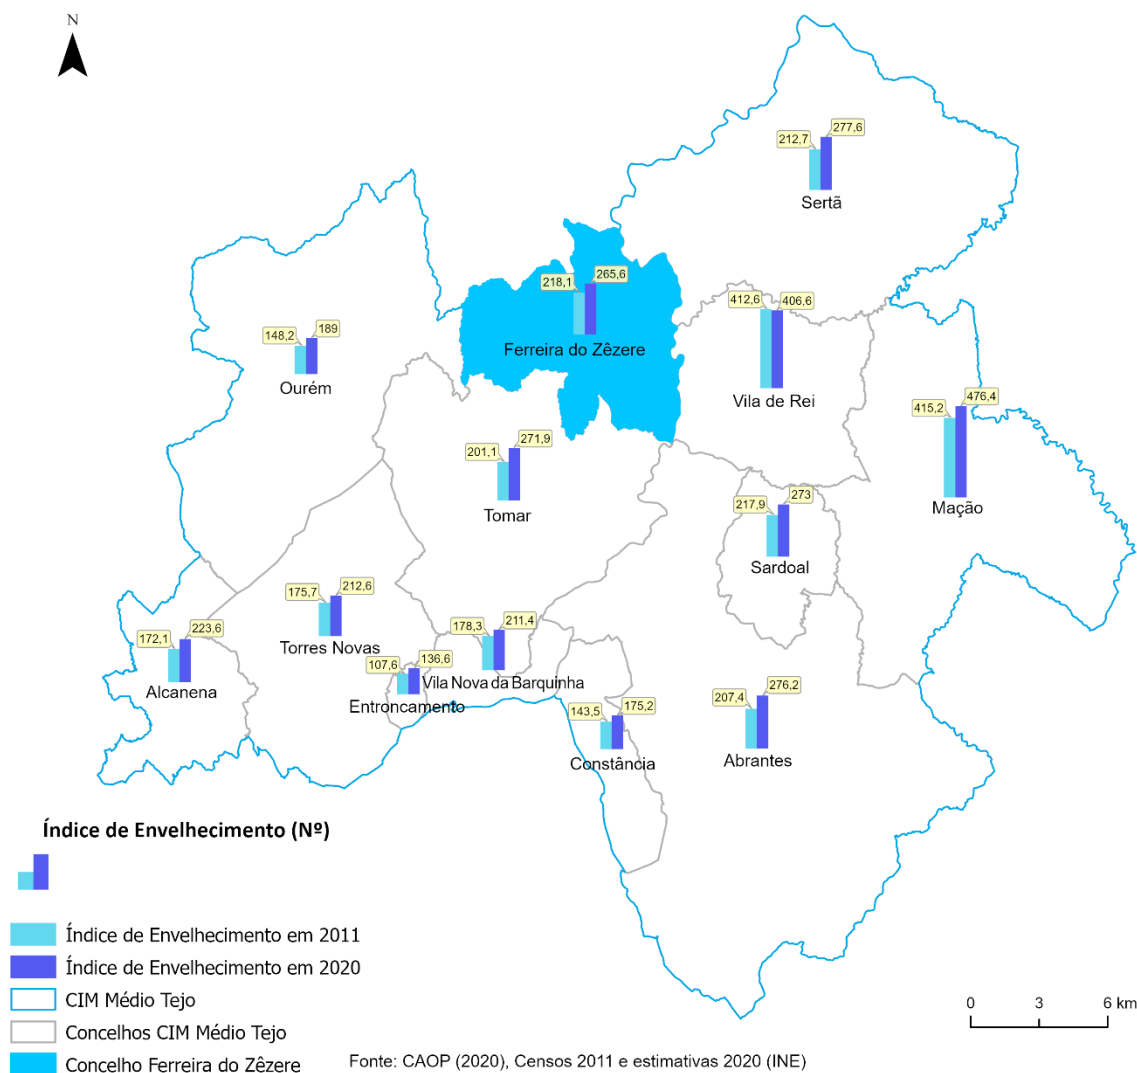 N
212,7
277,6
Sertã
218,1
265,6
Ferreira do Zêzere
412,6
406,6
Vila de Rei
148,2
189
Ourém
415,2
476,4
Mação
201,1
271,9
Tomar
217,9
273
Sardoal
175,7
212,6
Torres Novas
172,1
223,6
Alcanena
178,3
211,4
Vila Nova da Barquinha
107,6
136,6
Entroncamento
143,5
175,2
Constância
207,4
276,2
Abrantes
Índice de Envelhecimento (Nº)
Índice de Envelhecimento em 2011
Índice de Envelhecimento em 2020
CIM Médio Tejo
Concelhos CIM Médio Tejo
Concelho Ferreira do Zêzere
0 3 6 km
Fonte: CAOP (2020), Censos 2011 e estimativas 2020 (INE)